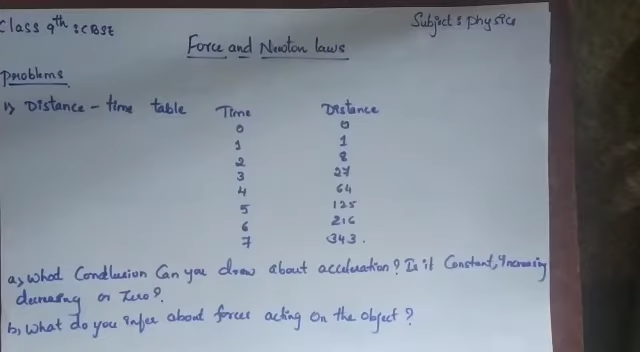 Class 9th : CBSE
Subject : physics
Force and Newton laws
problems
1) Distance - time table Time Distance
0 0
1 1
2 8
3 27
4 64
5 125
6 216
7 343.
a) What Condlusion Can you draw about acceleration? Is it Constant, increasing
decreasing or Zero?.
b) What do you infer about forces acting on the object?